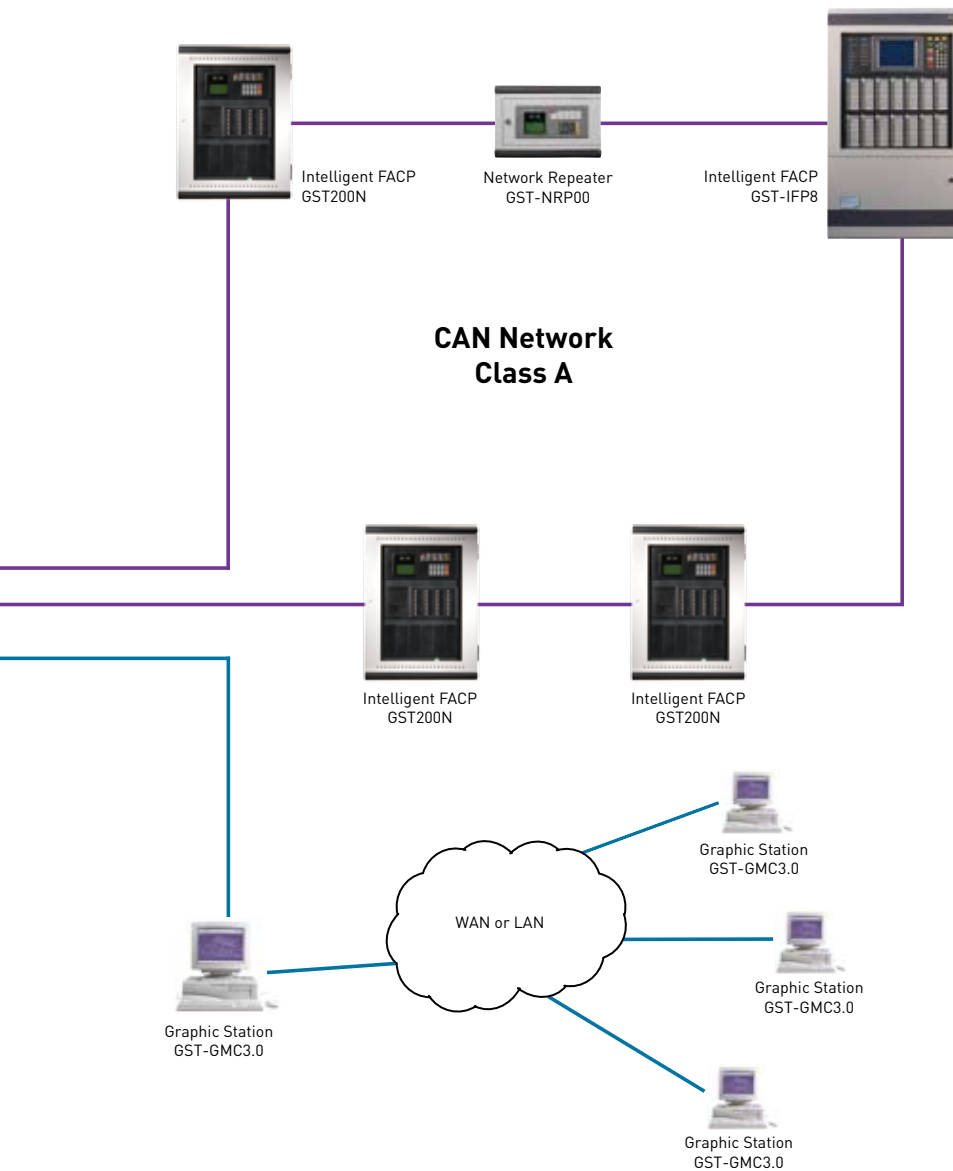 Intelligent FACP
GST200N
Network Repeater
GST-NRP00
Intelligent FACP
GST-IFP8
CAN Network
Class A
Intelligent FACP
GST200N
Intelligent FACP
GST200N
Graphic Station
GST-GMC3.0
WAN or LAN
Graphic Station
GST-GMC3.0
Graphic Station
GST-GMC3.0
Graphic Station
GST-GMC3.0